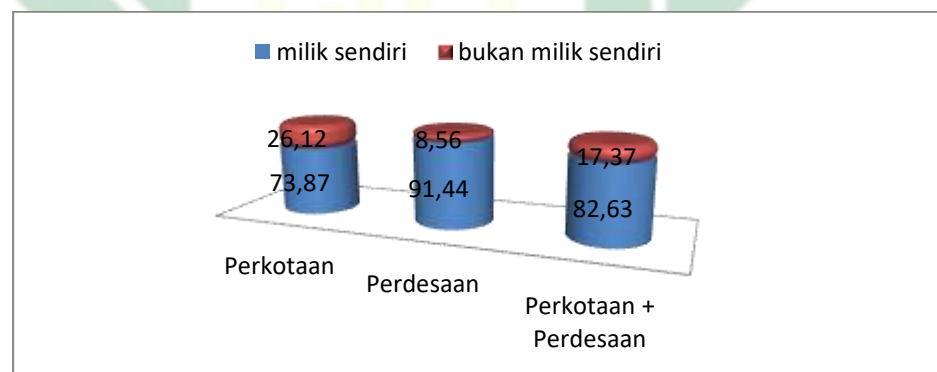 milik sendiri bukan milik sendiri
26,12 8,56 17,37
73,87 91,44 82,63
Perkotaan
Perdesaan
Perkotaan +
Perdesaan